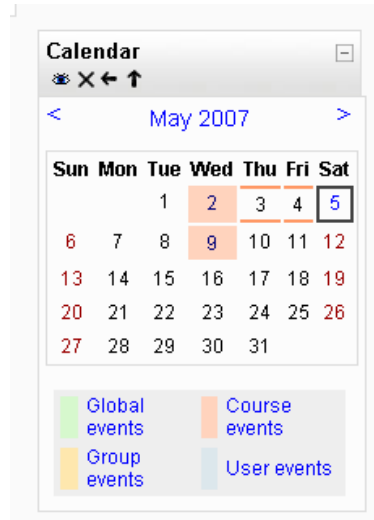 Calendar
< May 2007 >
Sun Mon Tue Wed Thu Fri Sat
1 2 3 4 5
6 7 8 9 10 11 12
13 14 15 16 17 18 19
20 21 22 23 24 25 26
27 28 29 30 31
Global events
Course events
Group events
User events